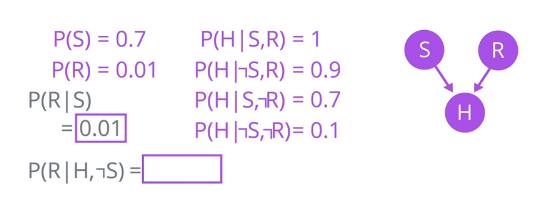 P(S) = 0.7
P(R) = 0.01
P(R|S)
= 0.01
P(R|H,¬S) =
P(H|S,R) = 1
P(H|¬S,R) = 0.9
P(H|S,¬R) = 0.7
P(H|¬S,¬R)= 0.1
S
R
H